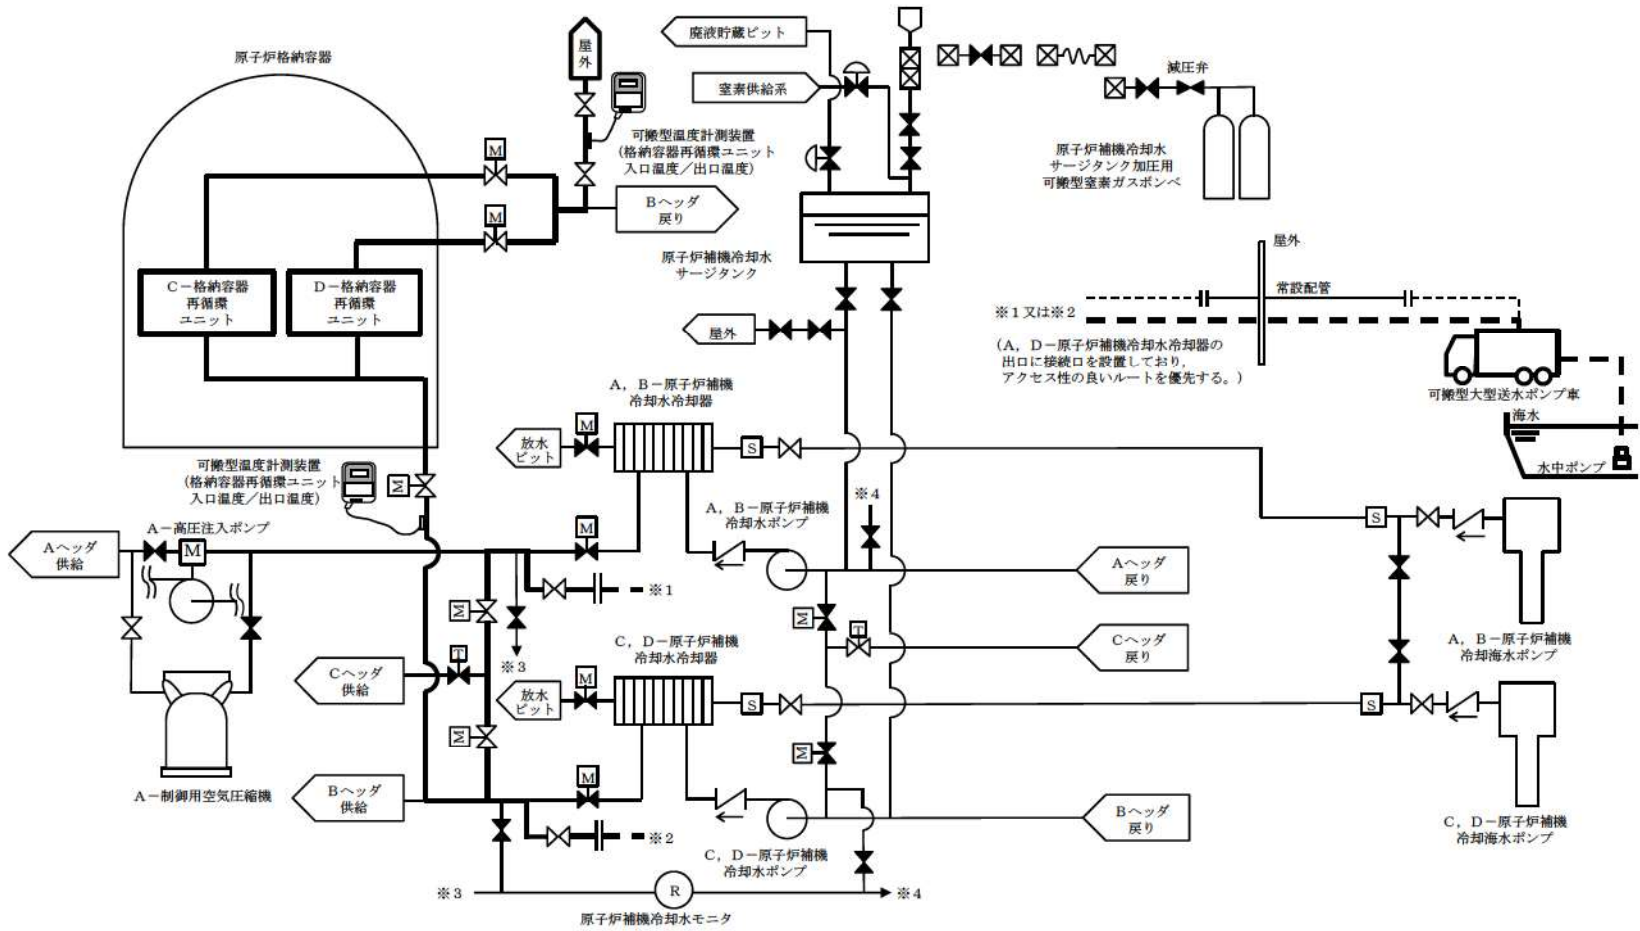 原子炉格納容器
屋
外
廃液貯蔵ピット
窒素供給系
減圧弁
可搬型温度計測装置
(格納容器再循環ユニット
入口温度/出口温度)
原子炉補機冷却水
サージタンク加圧用
可搬型窒素ガスボンベ
M
M
Bヘッダ
戻り
原子炉補機冷却水
サージタンク
C-格納容器
再循環
ユニット
D-格納容器
再循環
ユニット
屋外
屋外
常設配管
※1又は※2
(A,D-原子炉補機冷却水冷却器の
出口に接続口を設置しており,
アクセス性の良いルートを優先する。)
可搬型大型送水ポンプ車
海水
水中ポンプ
A,B-原子炉補機
冷却水冷却器
放水
ピット
M
S
可搬型温度計測装置
(格納容器再循環ユニット
入口温度/出口温度)
M
※4
A,B-原子炉補機
冷却水ポンプ
S
A-高圧注入ポンプ
Aヘッダ
供給
M
M
Aヘッダ
戻り
※1
M
M
T
Cヘッダ
戻り
A,B-原子炉補機
冷却海水ポンプ
C,D-原子炉補機
冷却水冷却器
※3
T
Cヘッダ
供給
放水
ピット
M
S
S
M
M
A-制御用空気圧縮機
Bヘッダ
供給
M
Bヘッダ
戻り
C,D-原子炉補機
冷却海水ポンプ
※2
C,D-原子炉補機
冷却水ポンプ
※3
R
※4
原子炉補機冷却水モニタ